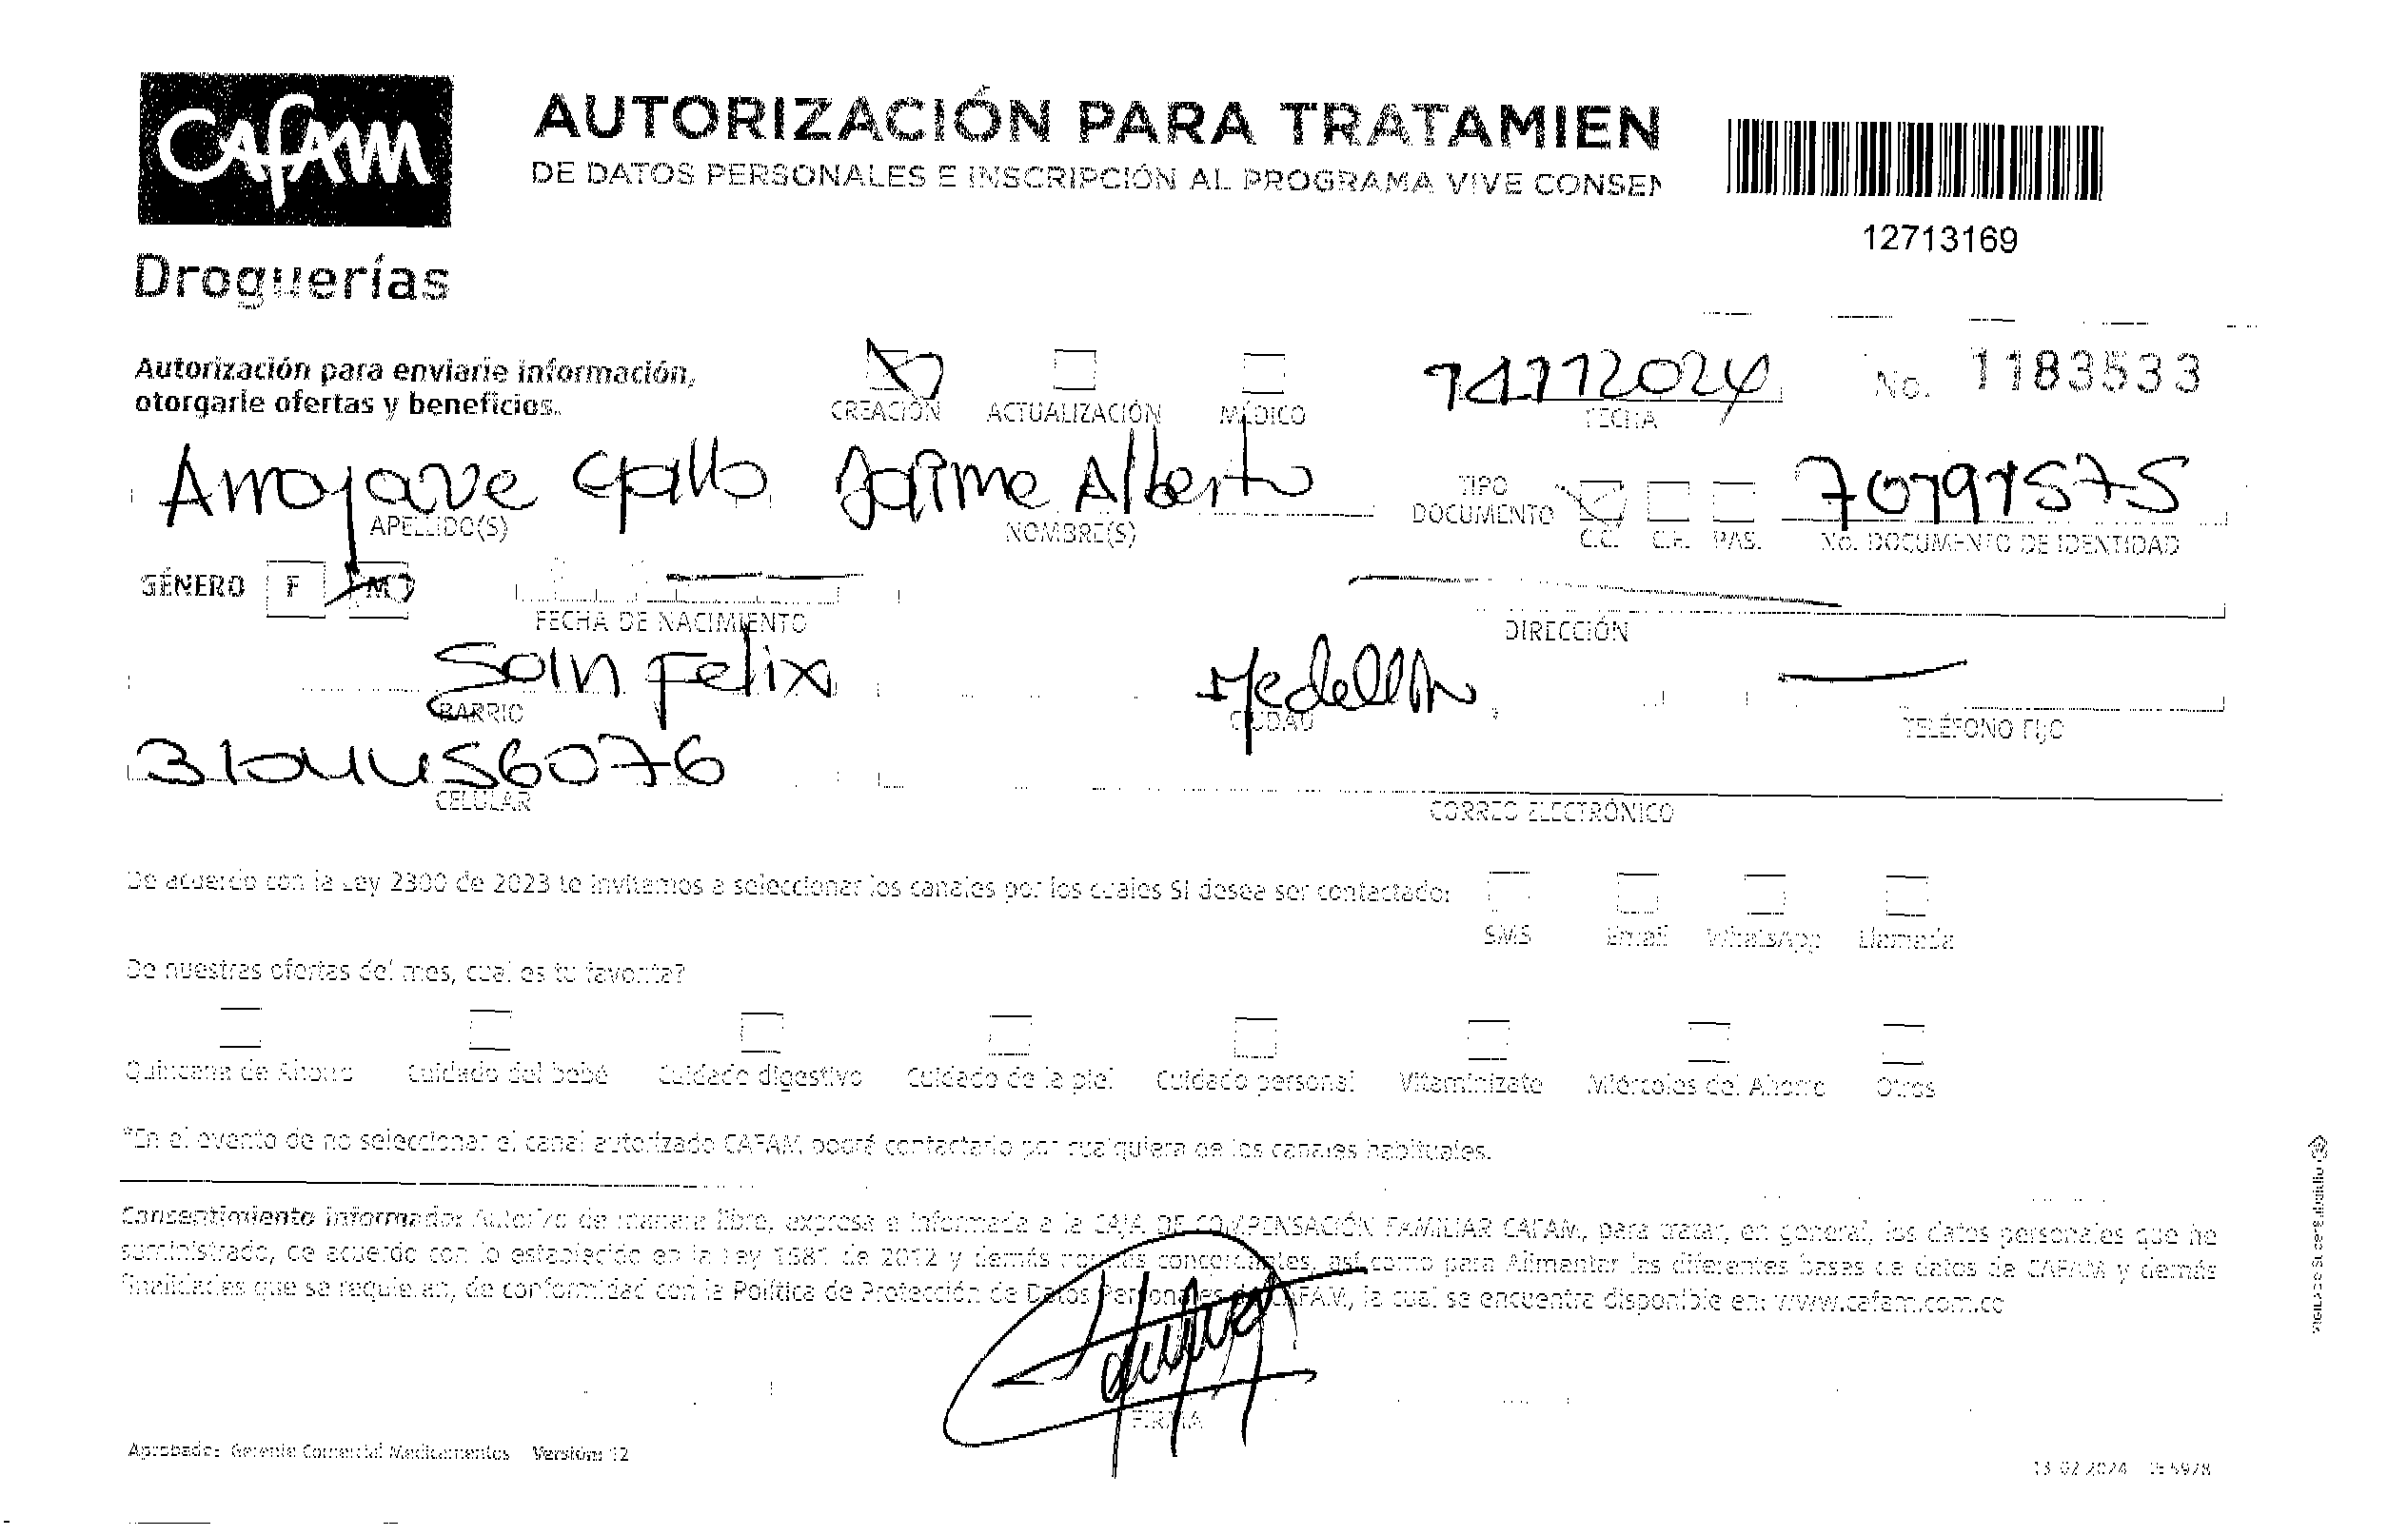 Cafam
Droguerías
AUTORIZACIÓN PARA TRATAMIEN
DE DATOS PERSONALES E INSCRIPCIÓN AL PROGRAMA VIVE CONSEN
12713169
Autorización para enviarle información,
otorgarle ofertas y beneficios.
CREACIÓN ACTUALIZACIÓN MÉDICO
14112024
FECHA
No. 1183533
Arroyave Gallo Jaime Alberto
APELLIDO(S) NOMBRE(S)
TIPO DOCUMENTO C.C. C.E. PAS.
70791575
No. DOCUMENTO DE IDENTIDAD
GÉNERO F M
FECHA DE NACIMIENTO DIRECCIÓN
San Felix Medellin
BARRIO CIUDAD TELÉFONO FIJO
3104456076
CELULAR CORREO ELECTRÓNICO
De acuerdo con la Ley 2300 de 2023 te invitamos a seleccionar los canales por los cuales SI desea ser contactado:
SMS Email WhatsApp Llamada
De nuestras ofertas del mes, cual es tu favorita?
Quincena de Ahorro Cuidado del bebé Cuidado digestivo Cuidado de la piel Cuidado personal Vitaminízate Miércoles del Ahorro Otros
*En el evento de no seleccionar el canal autorizado CAFAM podrá contactarlo por cualquiera de los canales habituales.
Consentimiento informado: Autorizo de manera libre, expresa e informada a la CAJA DE COMPENSACIÓN FAMILIAR CAFAM, para tratar, en general, los datos personales que he
suministrado, de acuerdo con lo establecido en la Ley 1581 de 2012 y demás normas concordantes, así como para Alimentar las diferentes bases de datos de CAFAM y demás
finalidades que se requieran, de conformidad con la Política de Protección de Datos Personales de CAFAM, la cual se encuentra disponible en: www.cafam.com.co
FIRMA
Aprobado: Gerente Comercial Medicamentos Versión: 12
13 02 2024